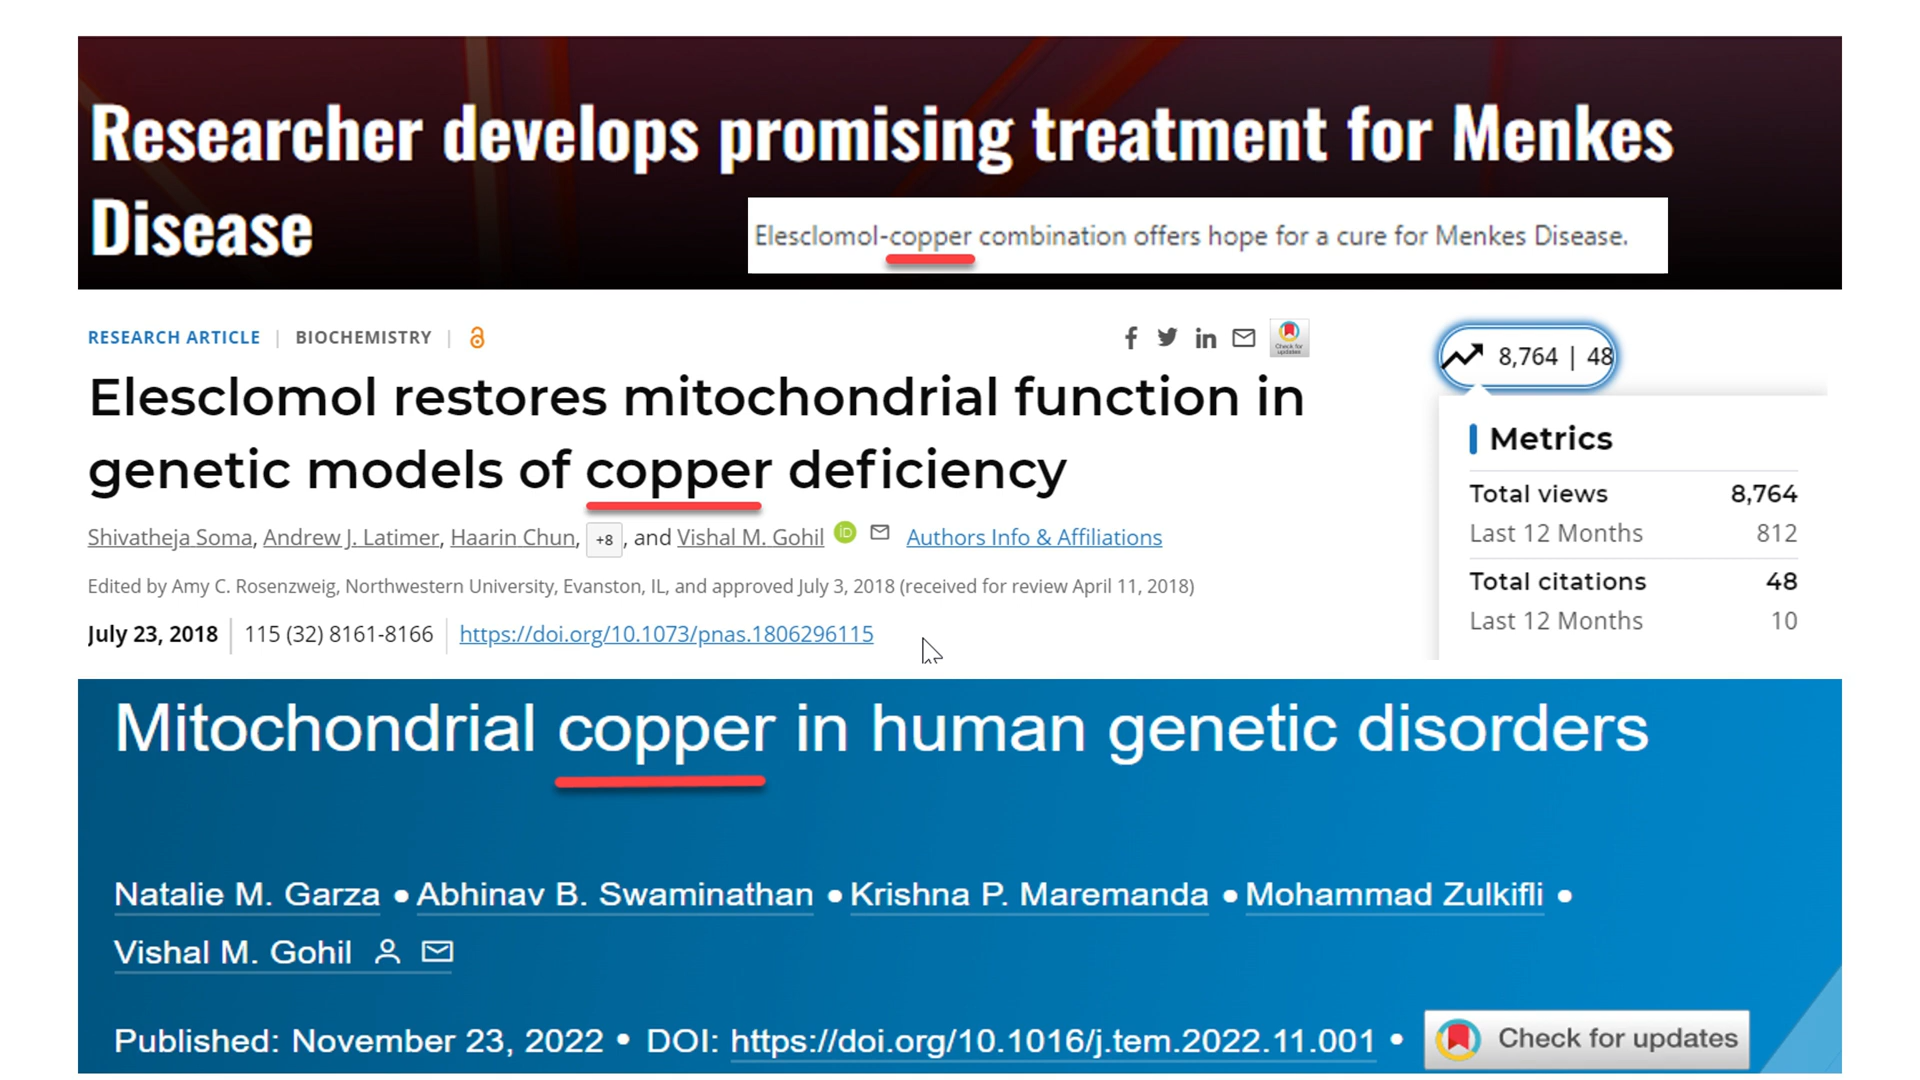 Researcher develops promising treatment for Menkes
Disease
Elesclomol-copper combination offers hope for a cure for Menkes Disease.
RESEARCH ARTICLE | BIOCHEMISTRY |
Check for
updates
8,764 | 48
Elesclomol restores mitochondrial function in
genetic models of copper deficiency
Shivatheja Soma, Andrew J. Latimer, Haarin Chun, +8 , and Vishal M. Gohil iD Authors Info & Affiliations
Edited by Amy C. Rosenzweig, Northwestern University, Evanston, IL, and approved July 3, 2018 (received for review April 11, 2018)
July 23, 2018 | 115 (32) 8161-8166 | https://doi.org/10.1073/pnas.1806296115
Metrics
Total views 8,764
Last 12 Months 812
Total citations 48
Last 12 Months 10
Mitochondrial copper in human genetic disorders
Natalie M. Garza • Abhinav B. Swaminathan • Krishna P. Maremanda • Mohammad Zulkifli •
Vishal M. Gohil
Published: November 23, 2022 • DOI: https://doi.org/10.1016/j.tem.2022.11.001 •
Check for updates